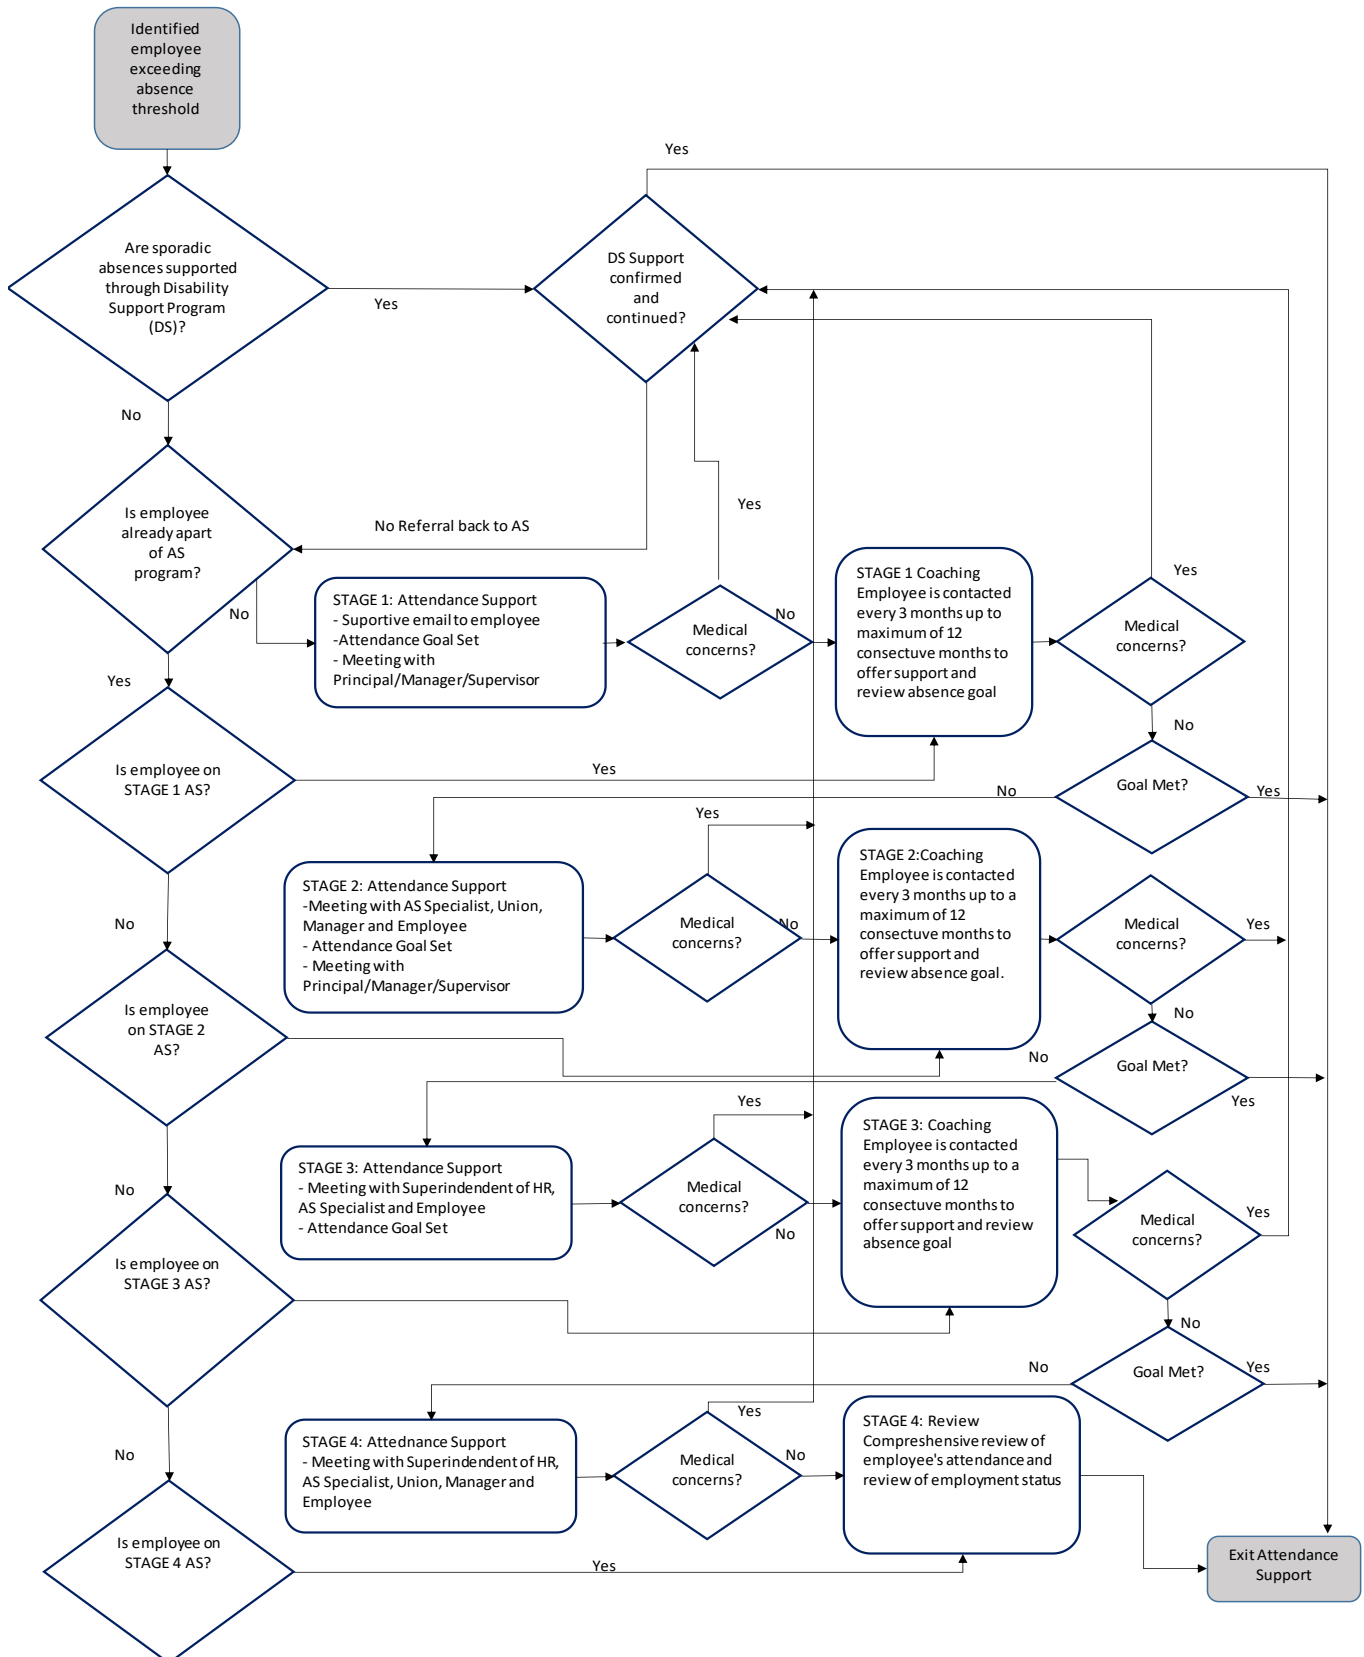 Identified
employee
exceeding
absence
threshold
Yes
Are sporadic
absences supported
through Disability
Support Program
(DS)?
Yes
DS Support
confirmed
and
continued?
No
Is employee
already apart
of AS
program?
No Referral back to AS
Yes
No
STAGE 1: Attendance Support
- Suportive email to employee
-Attendance Goal Set
- Meeting with
Principal/Manager/Supervisor
Medical
concerns?
No
STAGE 1 Coaching
Employee is contacted
every 3 months up to
maximum of 12
consectuve months to
offer support and
review absence goal
Yes
Medical
concerns?
No
Yes
Is employee on
STAGE 1 AS?
Yes
Goal Met?
No
Yes
STAGE 2: Attendance Support
-Meeting with AS Specialist, Union,
Manager and Employee
- Attendance Goal Set
- Meeting with
Principal/Manager/Supervisor
Yes
Medical
concerns?
No
STAGE 2:Coaching
Employee is contacted
every 3 months up to a
maximum of 12
consectuve months to
offer support and
review absence goal.
Medical
concerns?
Yes
No
No
Is employee
on STAGE 2
AS?
Goal Met?
No
Yes
STAGE 3: Attendance Support
- Meeting with Superindendent of HR,
AS Specialist and Employee
- Attendance Goal Set
Yes
Medical
concerns?
No
STAGE 3: Coaching
Employee is contacted
every 3 months up to a
maximum of 12
consectuve months to
offer support and review
absence goal
Medical
concerns?
Yes
No
No
Is employee on
STAGE 3 AS?
Goal Met?
No
Yes
STAGE 4: Attednance Support
- Meeting with Superindendent of HR,
AS Specialist, Union, Manager and
Employee
Yes
Medical
concerns?
No
STAGE 4: Review
Compreshensive review of
employee's attendance and
review of employment status
No
Is employee on
STAGE 4 AS?
Yes
Exit Attendance
Support